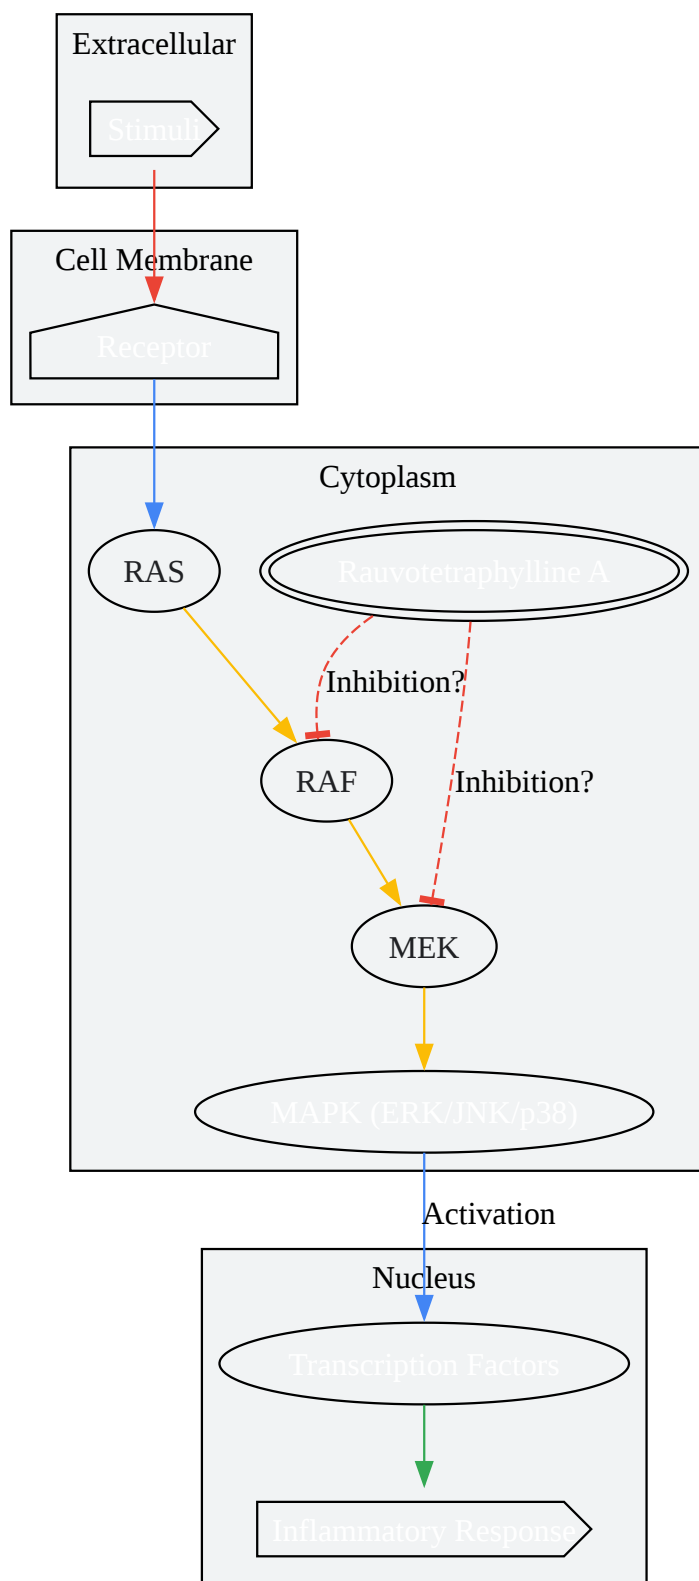 Extracellular
Stimuli
Cell Membrane
Receptor
Cytoplasm
RAS
Rauvotetraphylline A
Inhibition?
RAF
Inhibition?
MEK
MAPK (ERK/JNK/p38)
Activation
Nucleus
Transcription Factors
Inflammatory Response